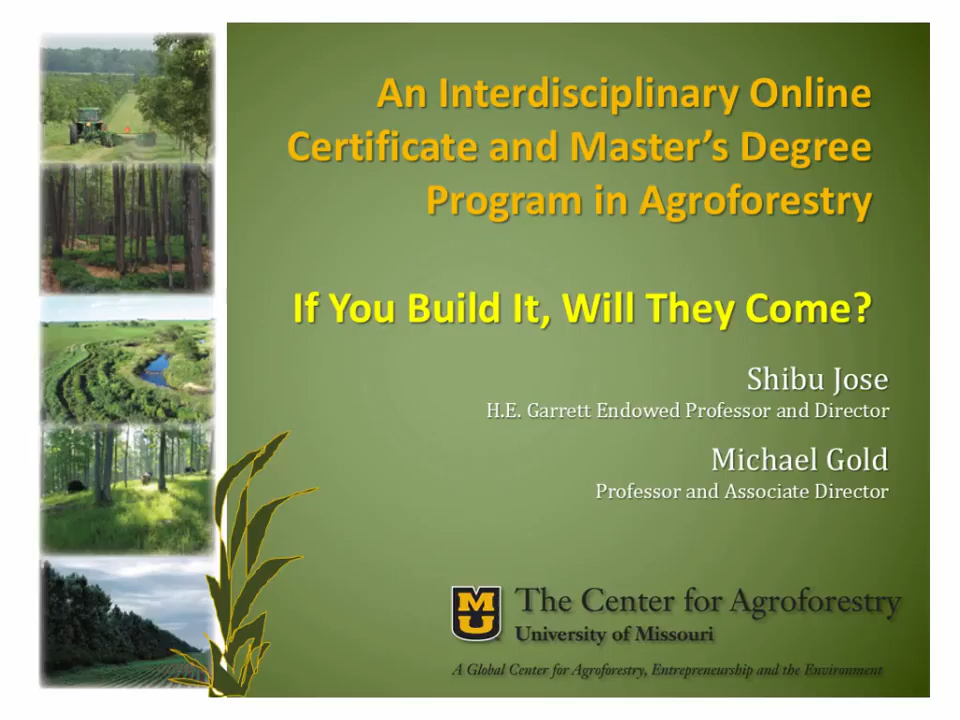 An Interdisciplinary Online
Certificate and Master's Degree
Program in Agroforestry
If You Build It, Will They Come?
Shibu Jose
H.E. Garrett Endowed Professor and Director
Michael Gold
Professor and Associate Director
MU
The Center for Agroforestry
University of Missouri
A Global Center for Agroforestry, Entrepreneurship and the Environment